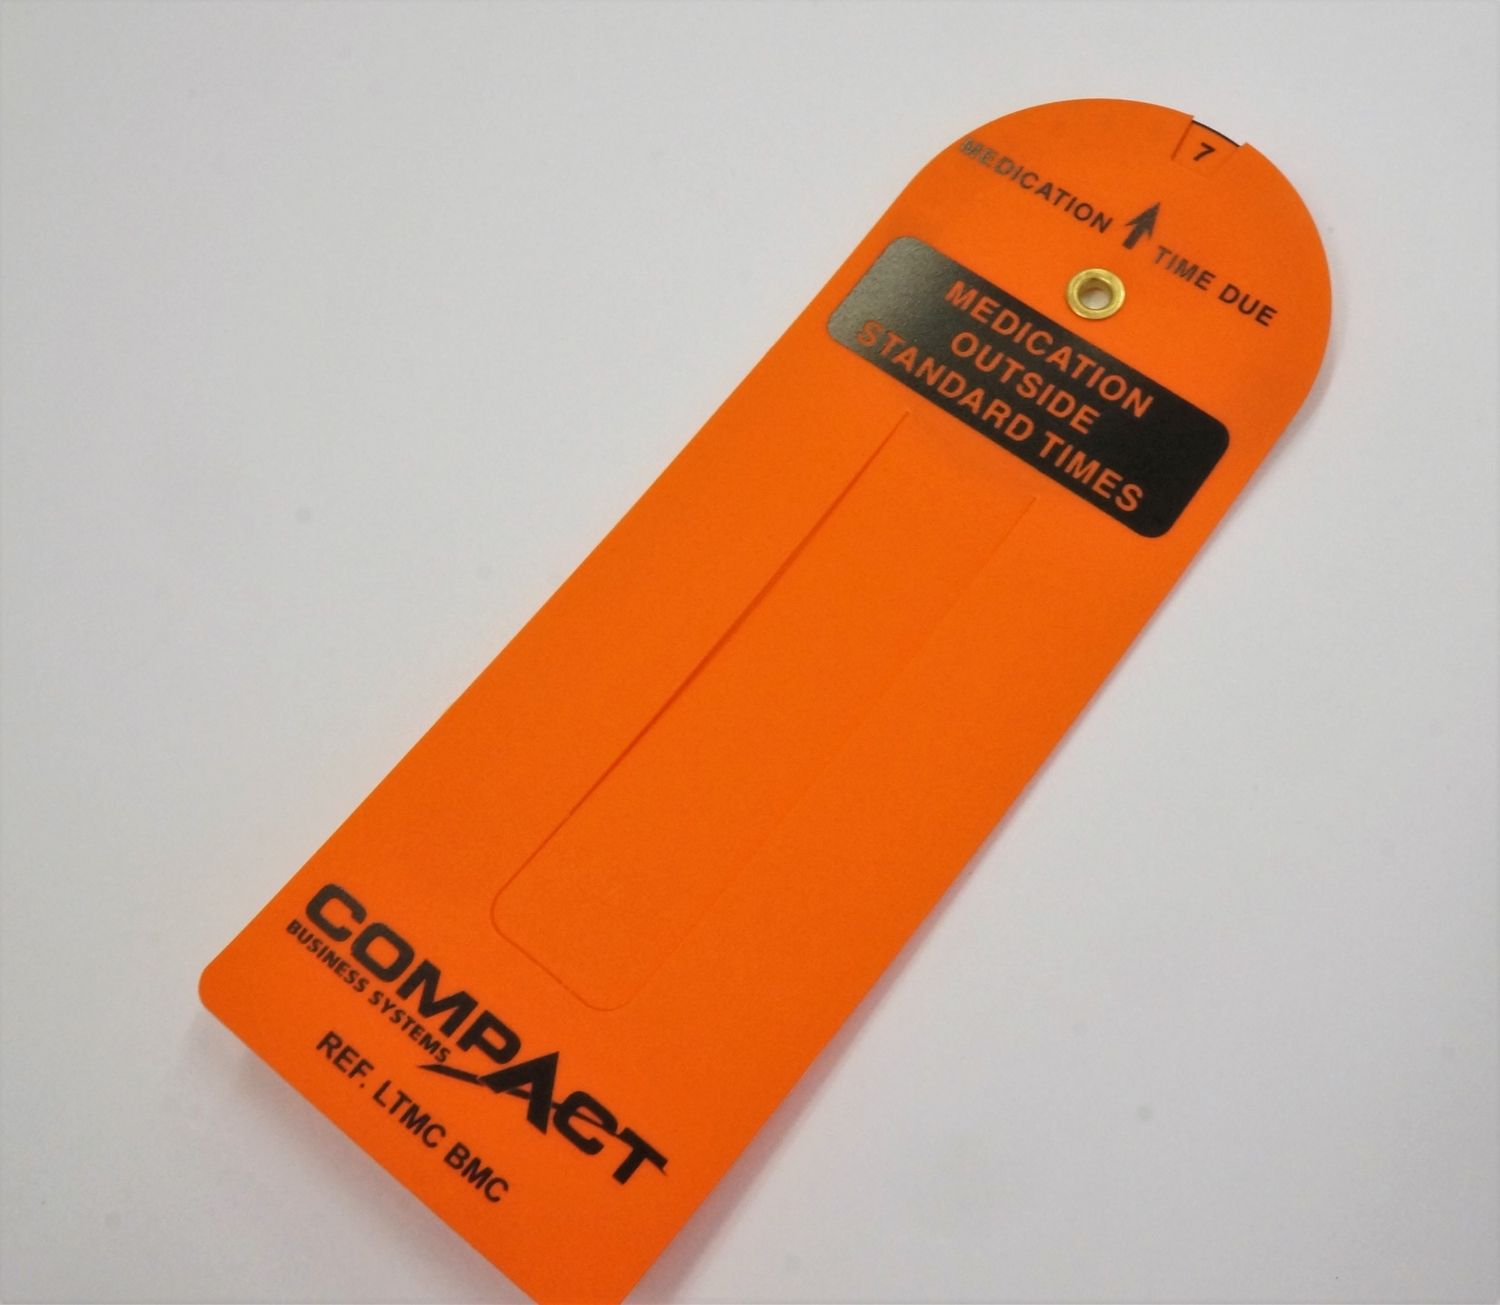 7
MEDICATION TIME DUE
MEDICATION
OUTSIDE
STANDARD TIMES
COMPACT
BUSINESS SYSTEMS
REF. LTMC BMC